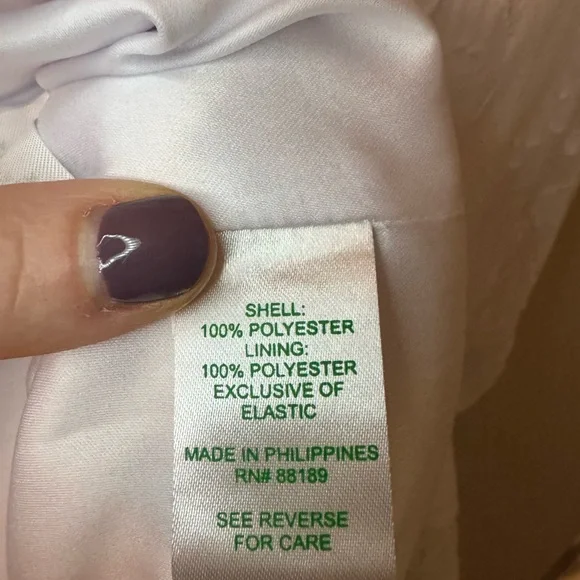 SHELL:
100% POLYESTER
LINING:
100% POLYESTER
EXCLUSIVE OF
ELASTIC
MADE IN PHILIPPINES
RN# 88189
SEE REVERSE
FOR CARE